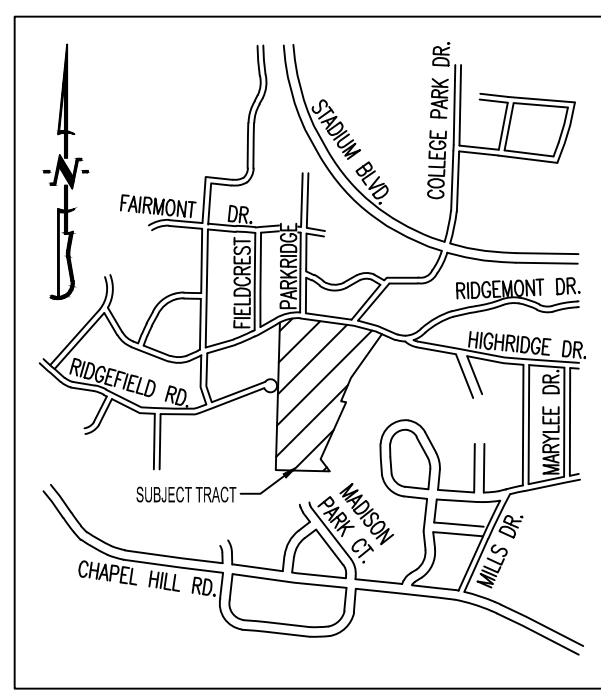 STADIUM BLVD.
COLLEGE PARK DR.
N
FAIRMONT DR.
FIELDCREST
PARKRIDGE
RIDGEMONT DR.
HIGHRIDGE DR.
RIDGEFIELD RD.
MARYLEE DR.
SUBJECT TRACT
MADISON
PARK CT.
MILLS DR.
CHAPEL HILL RD.